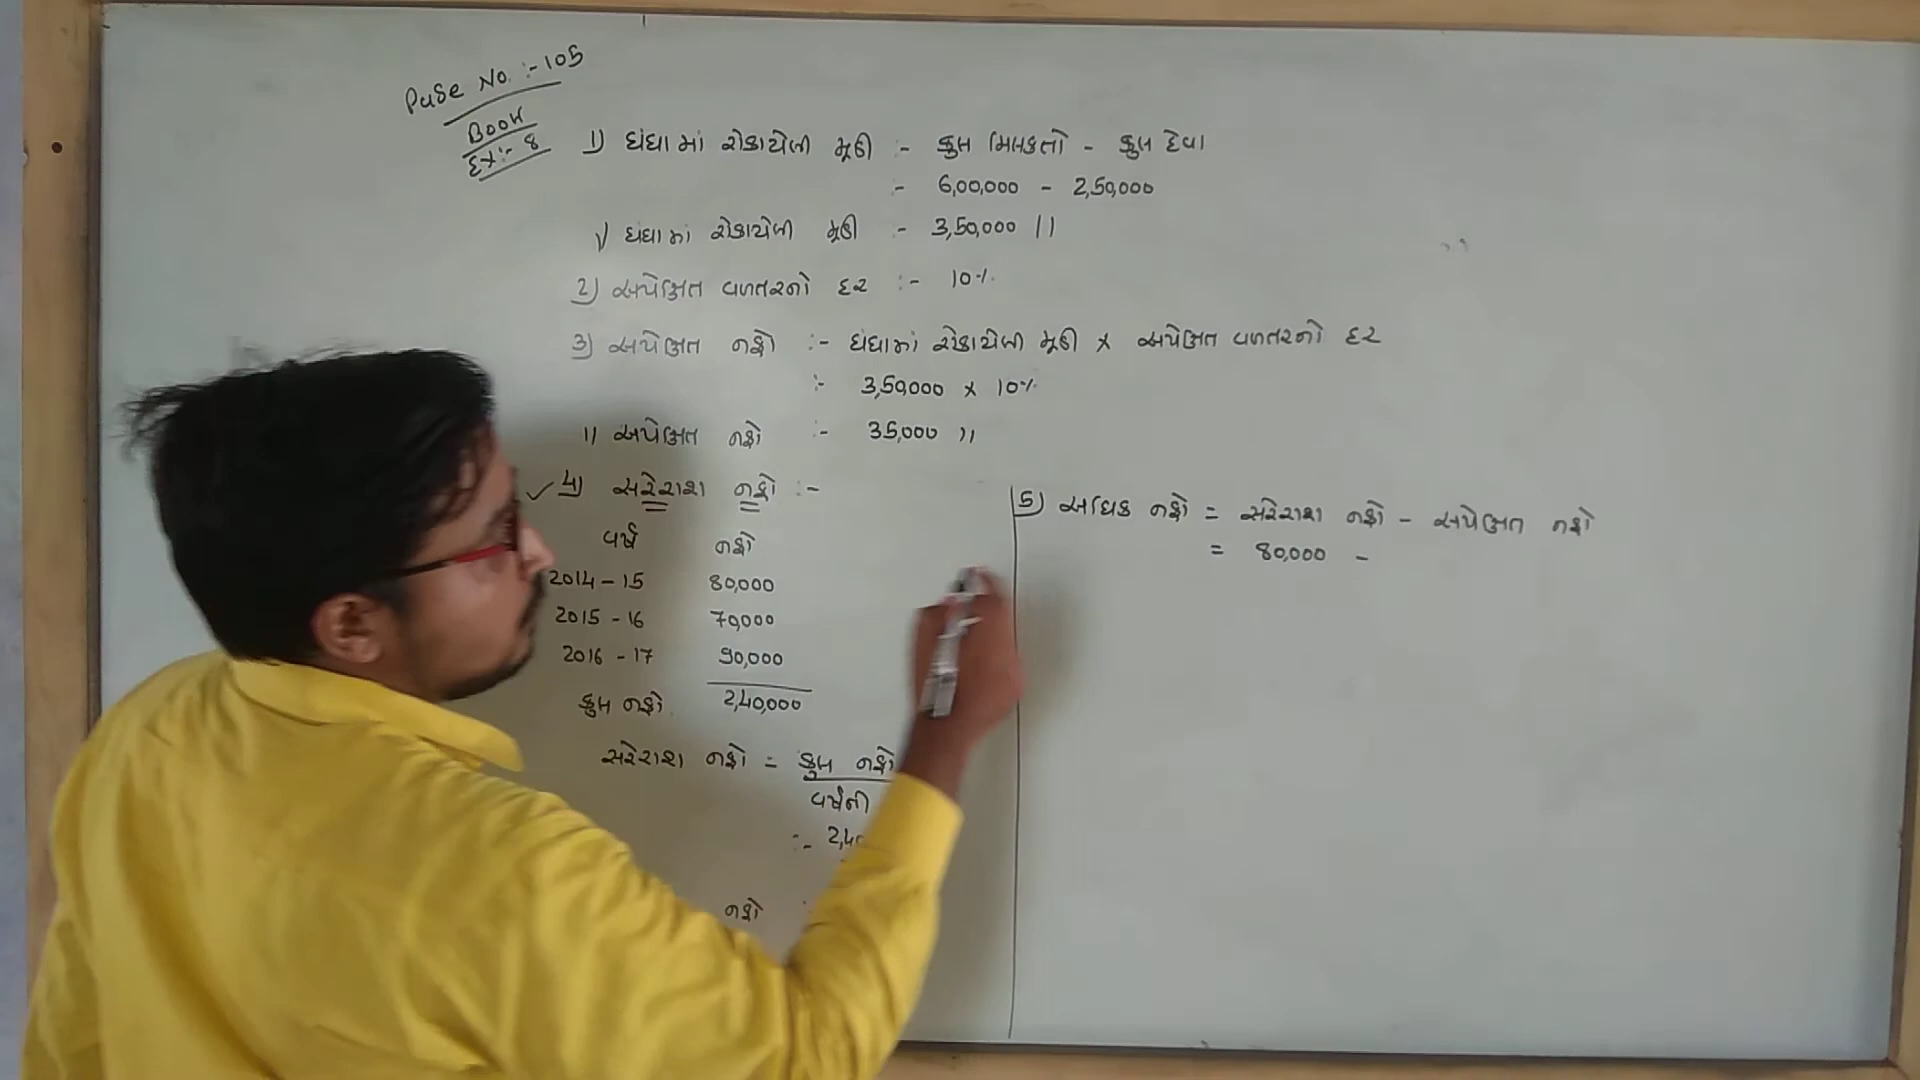 Page No. :- 105
Book
Ex:- 8
1) ધંધામાં રોકાયેલી મૂડી :- કુલ મિલકતો - કુલ દેવા
:- 6,00,000 - 2,50,000
ધંધામાં રોકાયેલી મૂડી :- 3,50,000 //
2) અપેક્ષિત વળતરનો દર :- 10%
3) અપેક્ષિત નફો :- ધંધામાં રોકાયેલી મૂડી x અપેક્ષિત વળતરનો દર
:- 3,50,000 x 10%
\\ અપેક્ષિત નફો :- 35,000 //
✓ 4) સરેરાશ નફો :-
વર્ષ નફો
2014-15 80,000
2015-16 70,000
2016-17 90,000
કુલ નફો 2,40,000
સરેરાશ નફો = કુલ નફો
વર્ષની
:- 2,40
નફો :
5) અધિક નફો = સરેરાશ નફો - અપેક્ષિત નફો
= 80,000 -